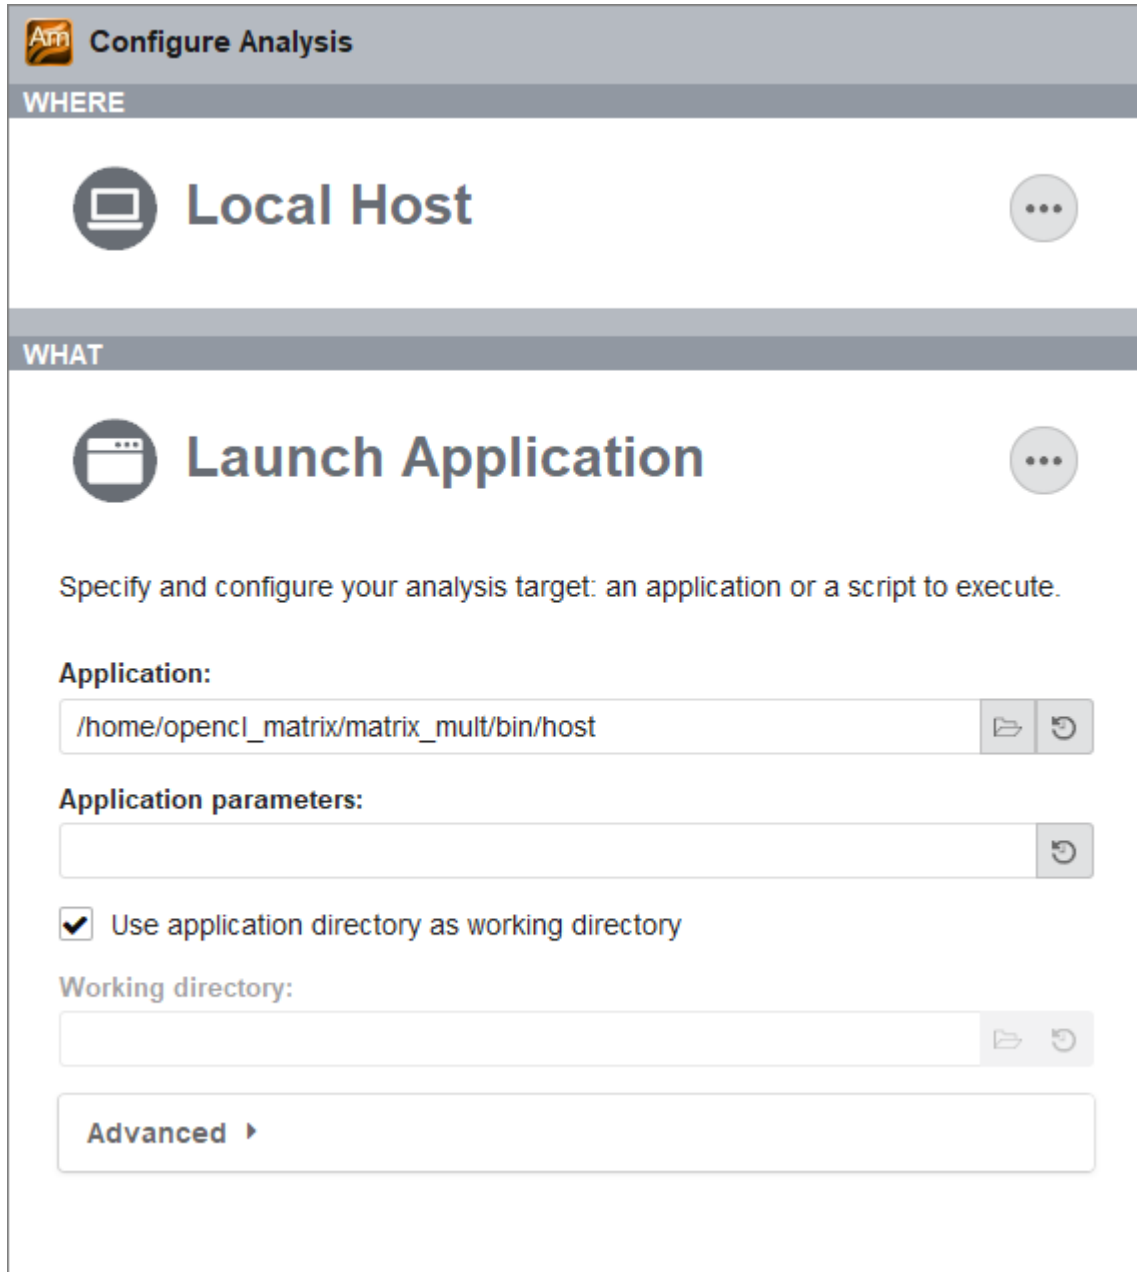 Am Configure Analysis
WHERE
Local Host
WHAT
Launch Application
Specify and configure your analysis target: an application or a script to execute.
Application:
/home/opencl_matrix/matrix_mult/bin/host
Application parameters:
Use application directory as working directory
Working directory:
Advanced